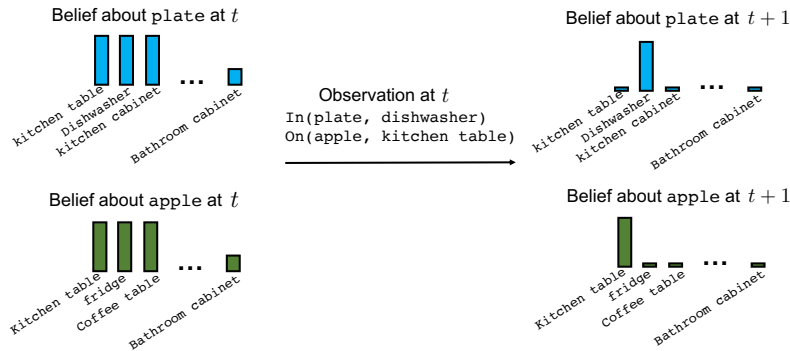 Belief about plate at t
kitchen table
Dishwasher
kitchen cabinet
...
Bathroom cabinet
Observation at t
In(plate, dishwasher)
On(apple, kitchen table)
Belief about plate at t + 1
kitchen table
Dishwasher
kitchen cabinet
...
Bathroom cabinet
Belief about apple at t
Kitchen table
fridge
Coffee table
...
Bathroom cabinet
Belief about apple at t + 1
Kitchen table
fridge
Coffee table
...
Bathroom cabinet